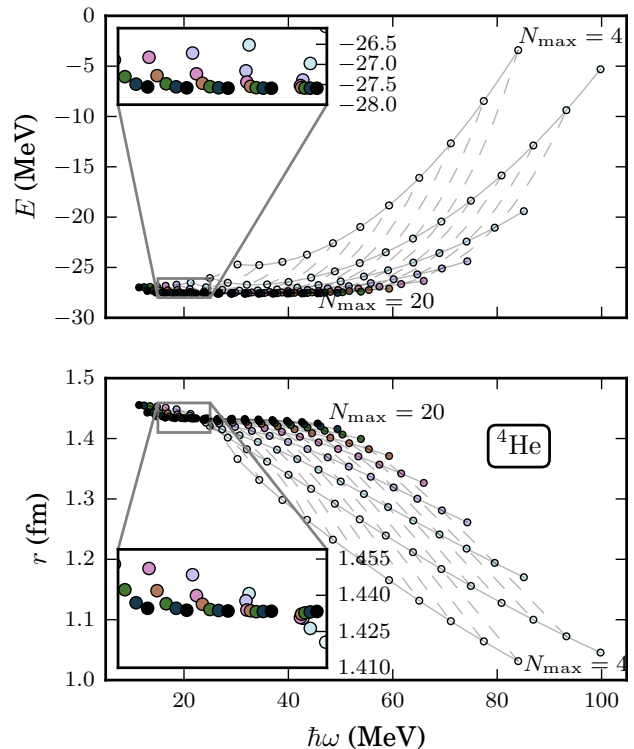 0
−5
−10
−15
−20
−25
−30
E (MeV)
−26.5
−27.0
−27.5
−28.0
N_max = 4
N_max = 20
1.5
1.4
1.3
1.2
1.1
1.0
r (fm)
N_max = 20
⁴He
1.455
1.440
1.425
1.410
N_max = 4
20 40 60 80 100
ħω (MeV)